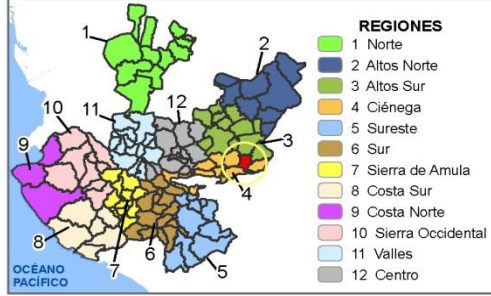 1
2
12
11
10
3
9
4
8
7
6
5
OCÉANO
PACÍFICO
REGIONES
1 Norte
2 Altos Norte
3 Altos Sur
4 Ciénega
5 Sureste
6 Sur
7 Sierra de Amula
8 Costa Sur
9 Costa Norte
10 Sierra Occidental
11 Valles
12 Centro